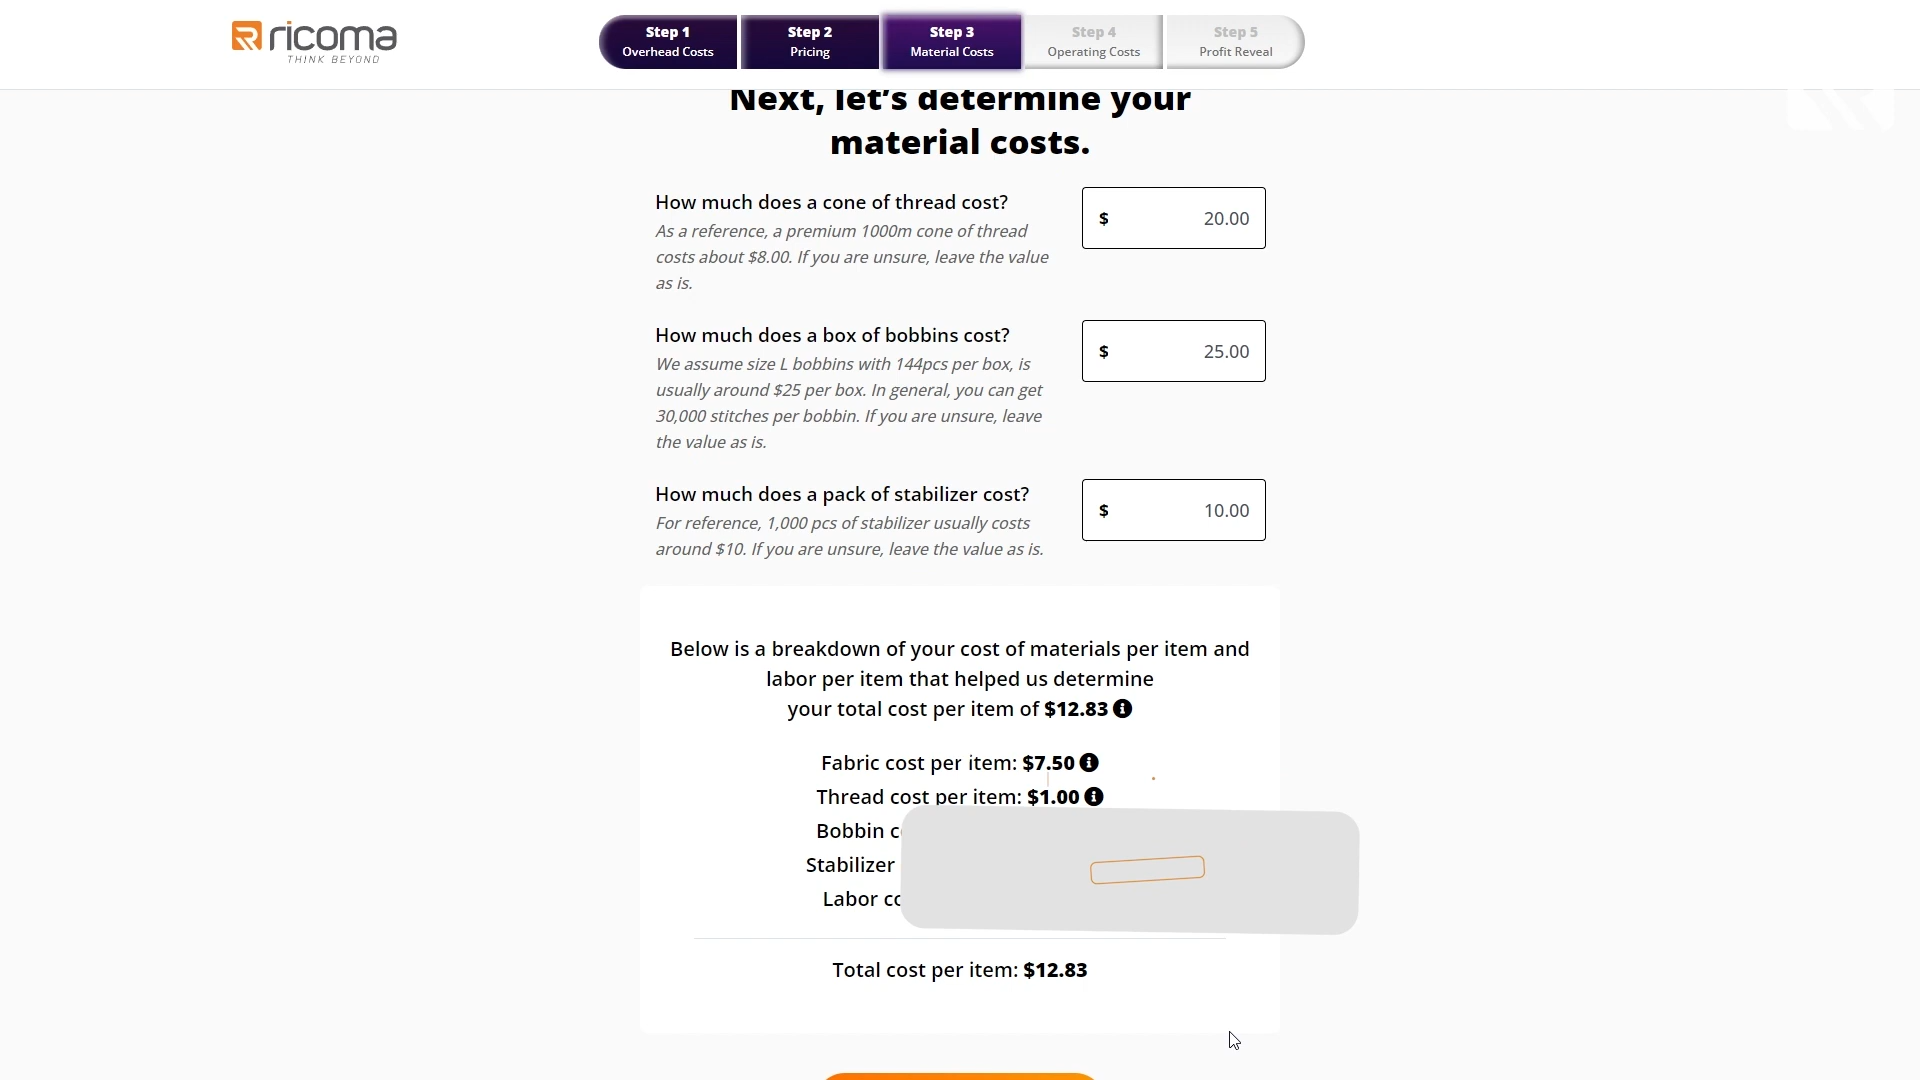 ricoma
THINK BEYOND
Step 1
Overhead Costs
Step 2
Pricing
Step 3
Material Costs
Step 4
Operating Costs
Step 5
Profit Reveal
Next, let’s determine your
material costs.
How much does a cone of thread cost?
As a reference, a premium 1000m cone of thread
costs about $8.00. If you are unsure, leave the value
as is.
$ 20.00
How much does a box of bobbins cost?
We assume size L bobbins with 144pcs per box, is
usually around $25 per box. In general, you can get
30,000 stitches per bobbin. If you are unsure, leave
the value as is.
$ 25.00
How much does a pack of stabilizer cost?
For reference, 1,000 pcs of stabilizer usually costs
around $10. If you are unsure, leave the value as is.
$ 10.00
Below is a breakdown of your cost of materials per item and
labor per item that helped us determine
your total cost per item of $12.83
Fabric cost per item: $7.50
Thread cost per item: $1.00
Bobbin
Stabilizer
Labor
Total cost per item: $12.83